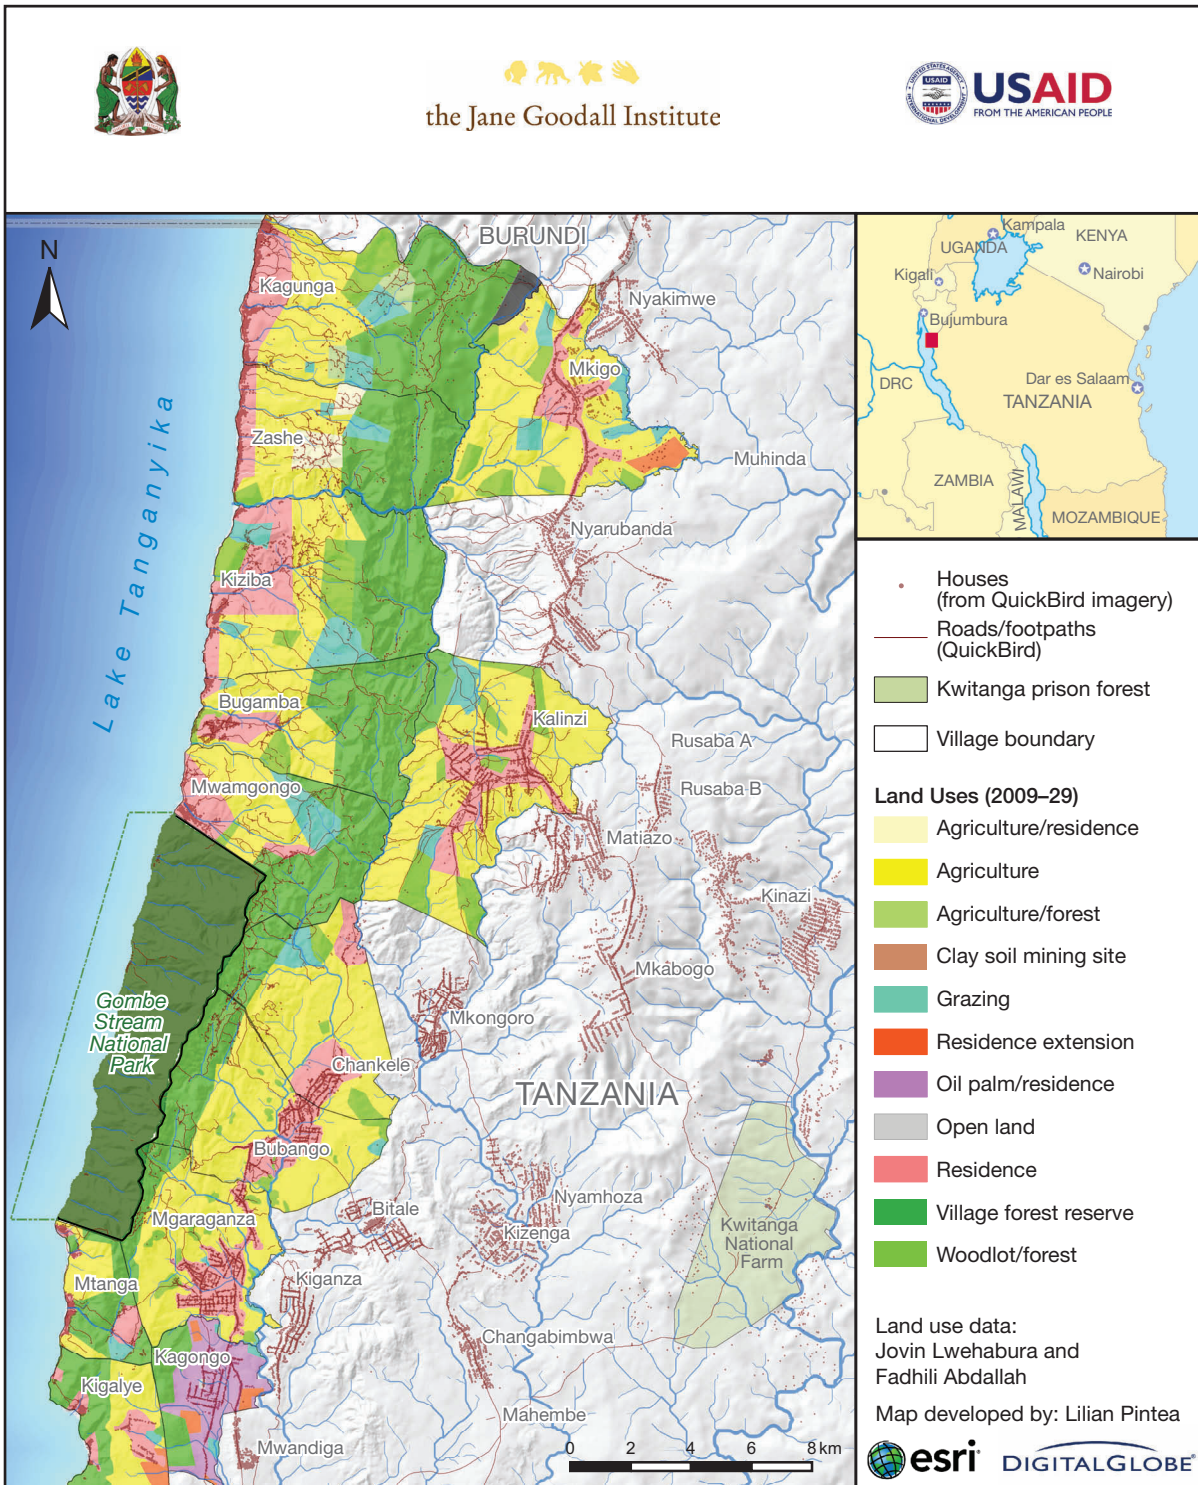 the Jane Goodall Institute
UNITED STATES AGENCY
INTERNATIONAL DEVELOPMENT
USAID
USAID
FROM THE AMERICAN PEOPLE
N
BURUNDI
Kagunga
Nyakimwe
Mkigo
Zashe
Muhinda
Lake Tanganyika
Nyarubanda
Kiziba
Bugamba
Kalinzi
Rusaba A
Mwamgongo
Rusaba B
Matiazo
Kinazi
Mkabogo
Gombe
Stream
National
Park
Mkongoro
Chankele
TANZANIA
Bubango
Nyamhoza
Mgaraganza
Bitale
Kizenga
Kwitanga
National
Farm
Mtanga
Kiganza
Changabimbwa
Kagongo
Kigalye
Mahembe
Mwandiga
0 2 4 6 8 km
Kampala
UGANDA
KENYA
Kigali
Nairobi
Bujumbura
DRC
Dar es Salaam
TANZANIA
ZAMBIA
MALAWI
MOZAMBIQUE
Houses
(from QuickBird imagery)
Roads/footpaths
(QuickBird)
Kwitanga prison forest
Village boundary
Land Uses (2009–29)
Agriculture/residence
Agriculture
Agriculture/forest
Clay soil mining site
Grazing
Residence extension
Oil palm/residence
Open land
Residence
Village forest reserve
Woodlot/forest
Land use data:
Jovin Lwehabura and
Fadhili Abdallah
Map developed by: Lilian Pintea
esri
DIGITALGLOBE